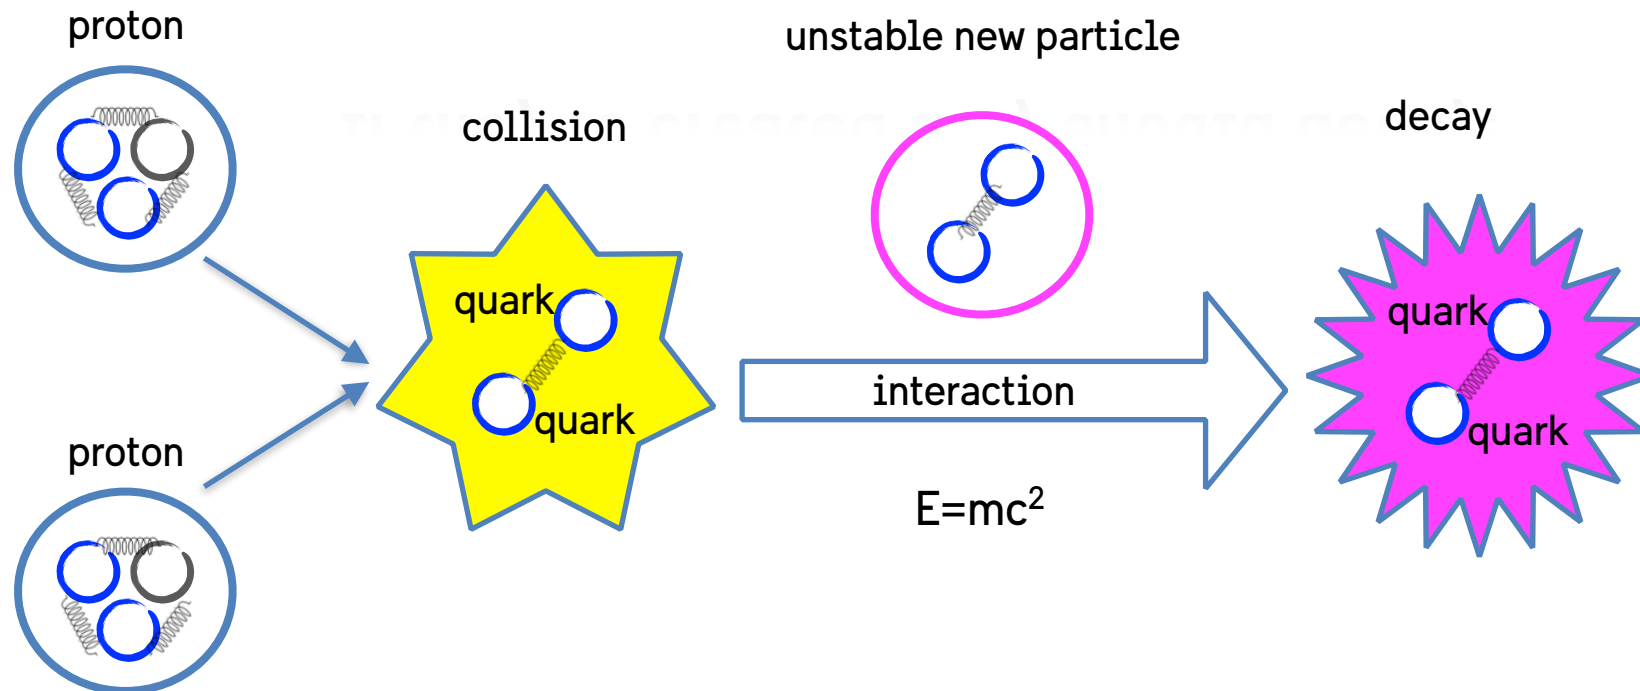 proton
unstable new particle
collision
decay
quark
quark
interaction
quark
quark
proton
E=mc²